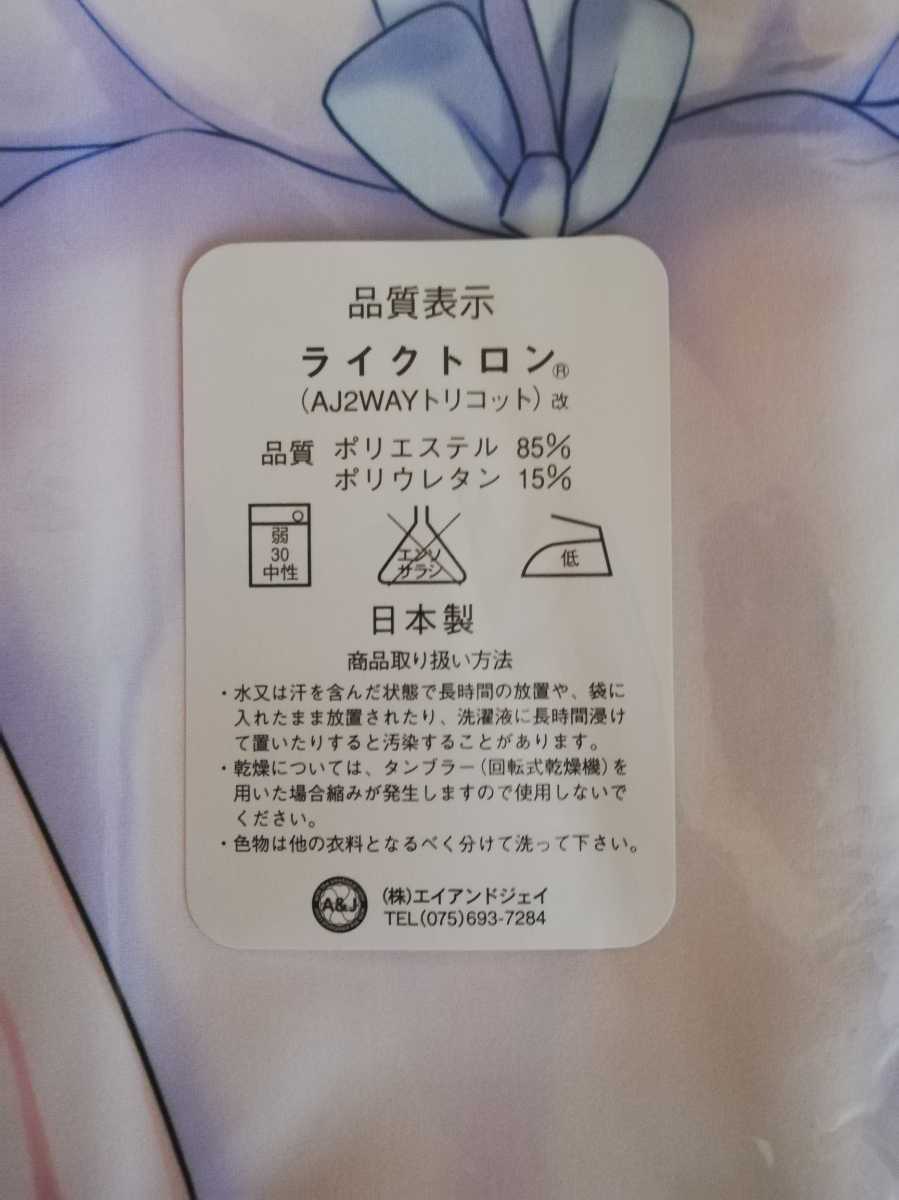 品質表示
ライクトロン®
(AJ2WAYトリコット)改
品質 ポリエステル 85%
ポリウレタン 15%
弱
30
中性
エンソ
サラシ
低
日本製
商品取り扱い方法
・水又は汗を含んだ状態で長時間の放置や、袋に
入れたまま放置されたり、洗濯液に長時間浸け
て置いたりすると汚染することがあります。
・乾燥については、タンブラー(回転式乾燥機)を
用いた場合縮みが発生しますので使用しないで
ください。
・色物は他の衣料となるべく分けて洗って下さい。
A&J
(株)エイアンドジェイ
TEL(075)693-7284